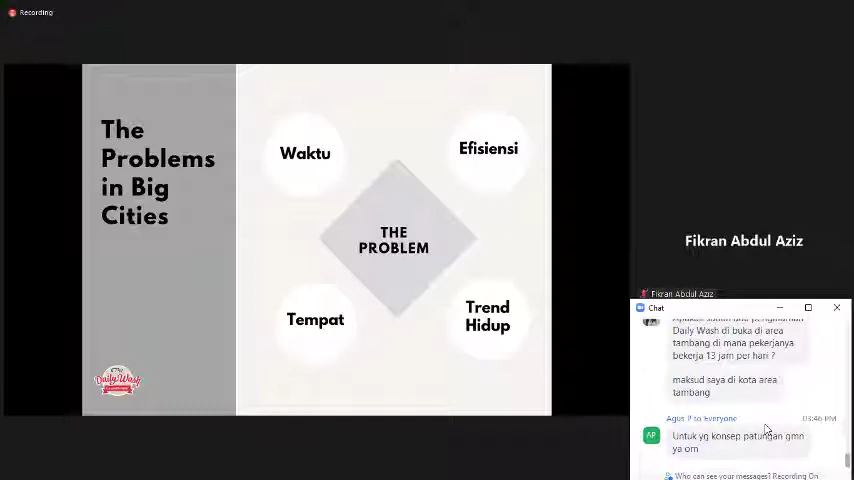 Recording
The
Problems
in Big
Cities
Waktu
Efisiensi
THE
PROBLEM
Tempat
Trend
Hidup
Daily Wash
Fikran Abdul Aziz
Fikran Abdul Aziz
Chat
Daily Wash di buka di area
tambang di mana pekerjanya
bekerja 13 jam per hari ?
maksud saya di kota area
tambang
Agus P to Everyone
03:46 PM
AP
Untuk yg konsep patungan gmn
ya om
Who can see your messages? Recording On